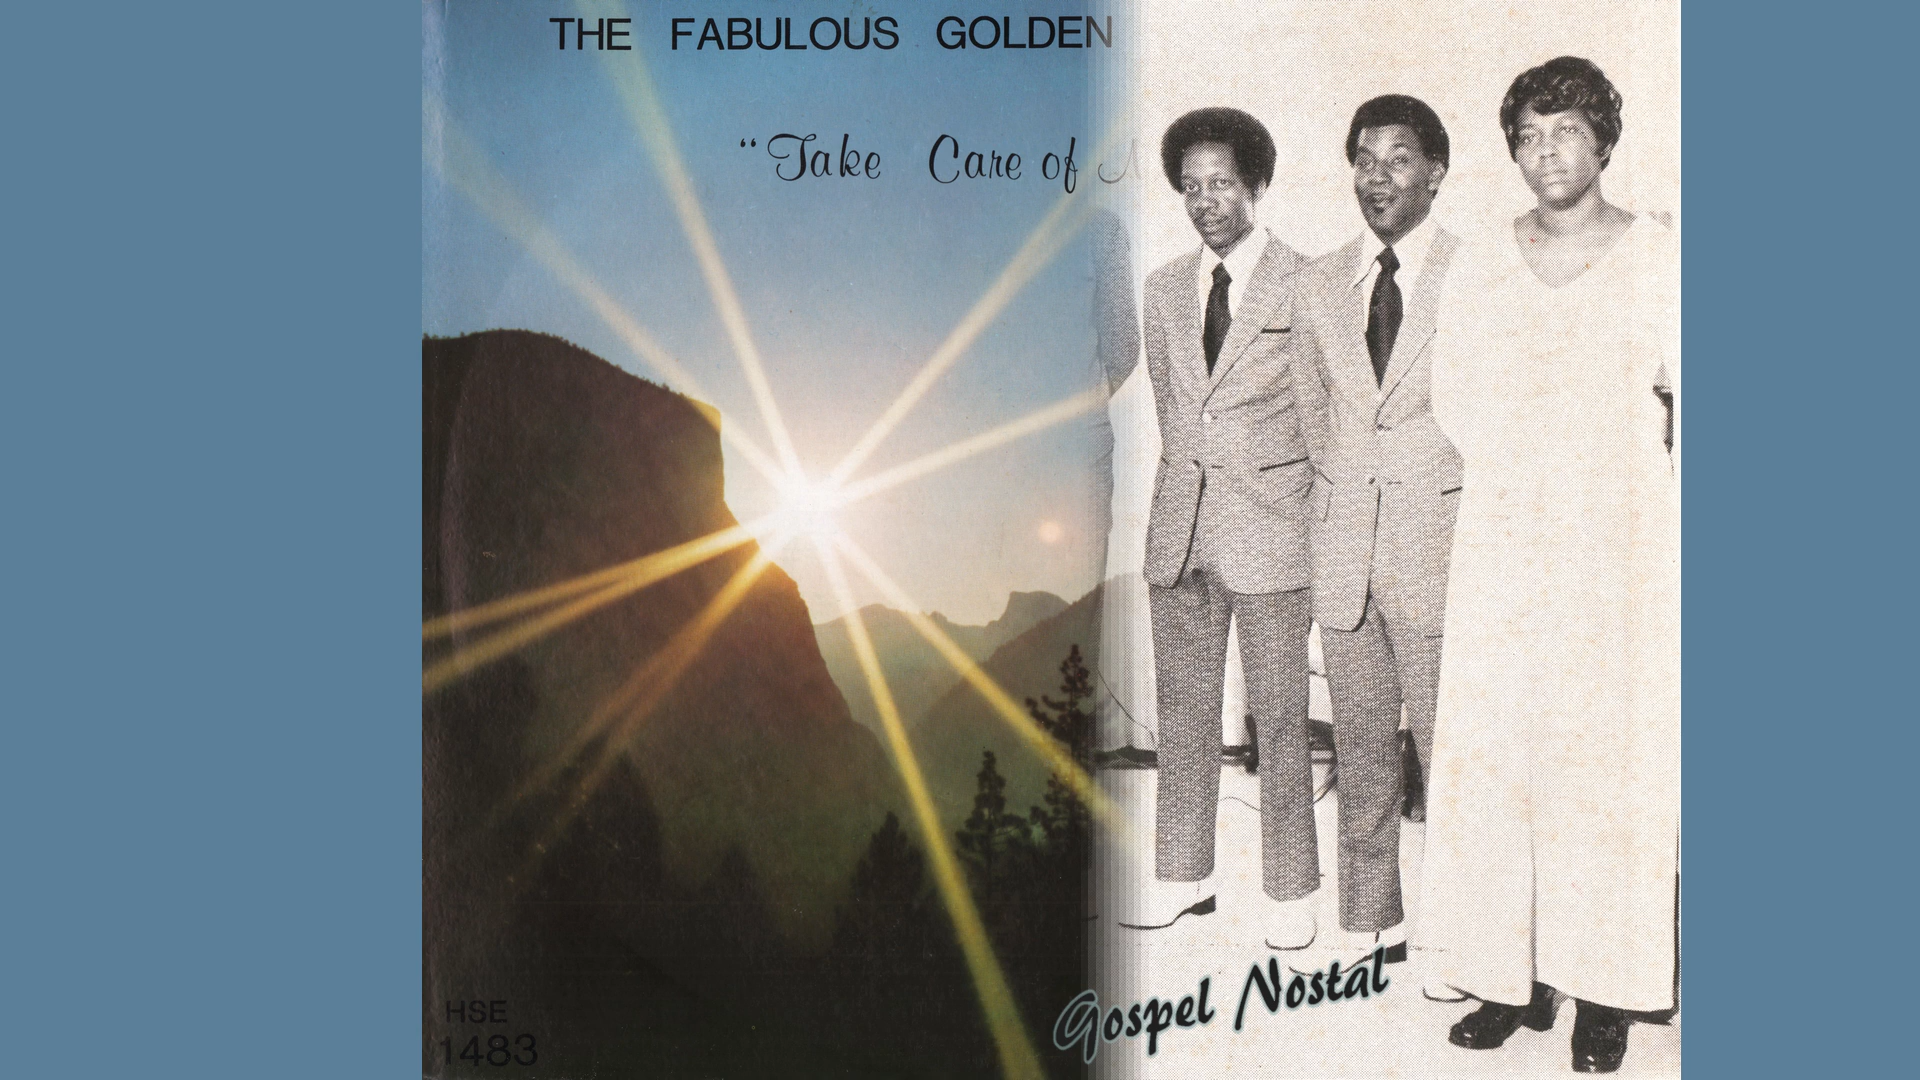 THE FABULOUS GOLDEN
“Take Care of
HSE
1483
Gospel Nostal